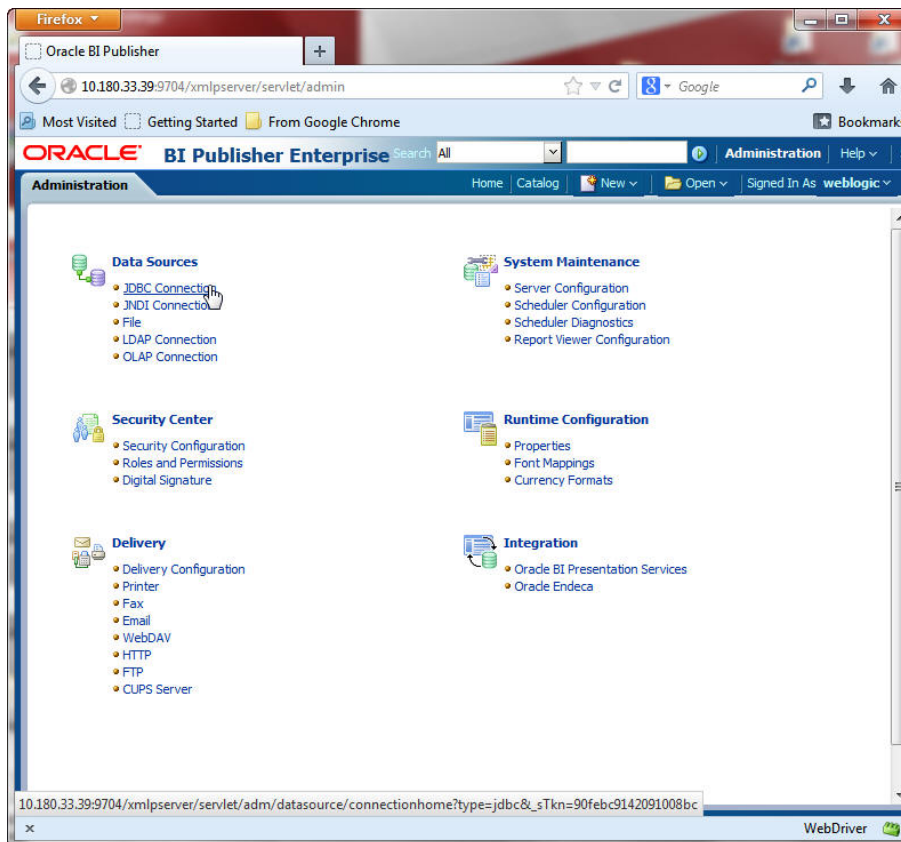 Firefox
Oracle BI Publisher
10.180.33.39:9704/xmlpserver/servlet/admin
Google
Most Visited Getting Started From Google Chrome Bookmark
ORACLE BI Publisher Enterprise Search All Administration Help
Administration Home Catalog New Open Signed In As weblogic
Data Sources
JDBC Connection
JNDI Connection
File
LDAP Connection
OLAP Connection
System Maintenance
Server Configuration
Scheduler Configuration
Scheduler Diagnostics
Report Viewer Configuration
Security Center
Security Configuration
Roles and Permissions
Digital Signature
Runtime Configuration
Properties
Font Mappings
Currency Formats
Delivery
Delivery Configuration
Printer
Fax
Email
WebDAV
HTTP
FTP
CUPS Server
Integration
Oracle BI Presentation Services
Oracle Endeca
10.180.33.39:9704/xmlpserver/servlet/adm/datasource/connectionhome?type=jdbc&_sTkn=90febc9142091008bc
x WebDriver